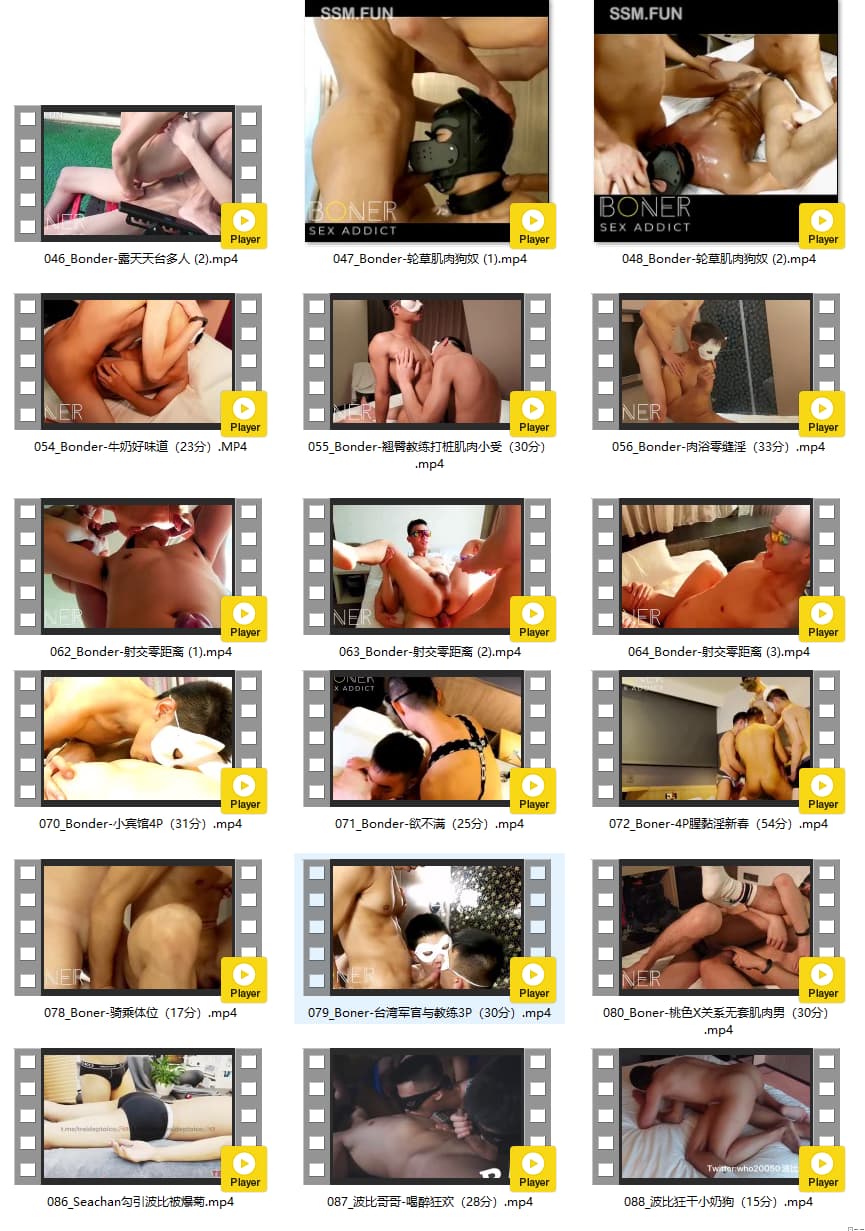 SSM.FUN
SSM.FUN
NER
BONER
SEX ADDICT
BONER
SEX ADDICT
Player
Player
Player
046_Bonder-露天天台多人 (2).mp4
047_Bonder-轮草肌肉狗奴 (1).mp4
048_Bonder-轮草肌肉狗奴 (2).mp4
NER
NER
NER
Player
Player
Player
054_Bonder-牛奶好味道（23分）.MP4
055_Bonder-翘臀教练打桩肌肉小受（30分）
.mp4
056_Bonder-肉浴零缝淫（33分）.mp4
NER
NER
NER
Player
Player
Player
062_Bonder-射交零距离 (1).mp4
063_Bonder-射交零距离 (2).mp4
064_Bonder-射交零距离 (3).mp4
ONER
X ADDICT
ONER
X ADDICT
Player
Player
Player
070_Bonder-小宾馆4P（31分）.mp4
071_Bonder-欲不满（25分）.mp4
072_Boner-4P腥黏淫新春（54分）.mp4
NER
NER
NER
Player
Player
Player
078_Boner-骑乘体位（17分）.mp4
079_Boner-台湾军官与教练3P（30分）.mp4
080_Boner-桃色X关系无套肌肉男（30分）
.mp4
Twitter:who20050
Player
Player
Player
086_Seachan勾引波比被爆菊.mp4
087_波比哥哥-喝醉狂欢（28分）.mp4
088_波比狂干小奶狗（15分）.mp4